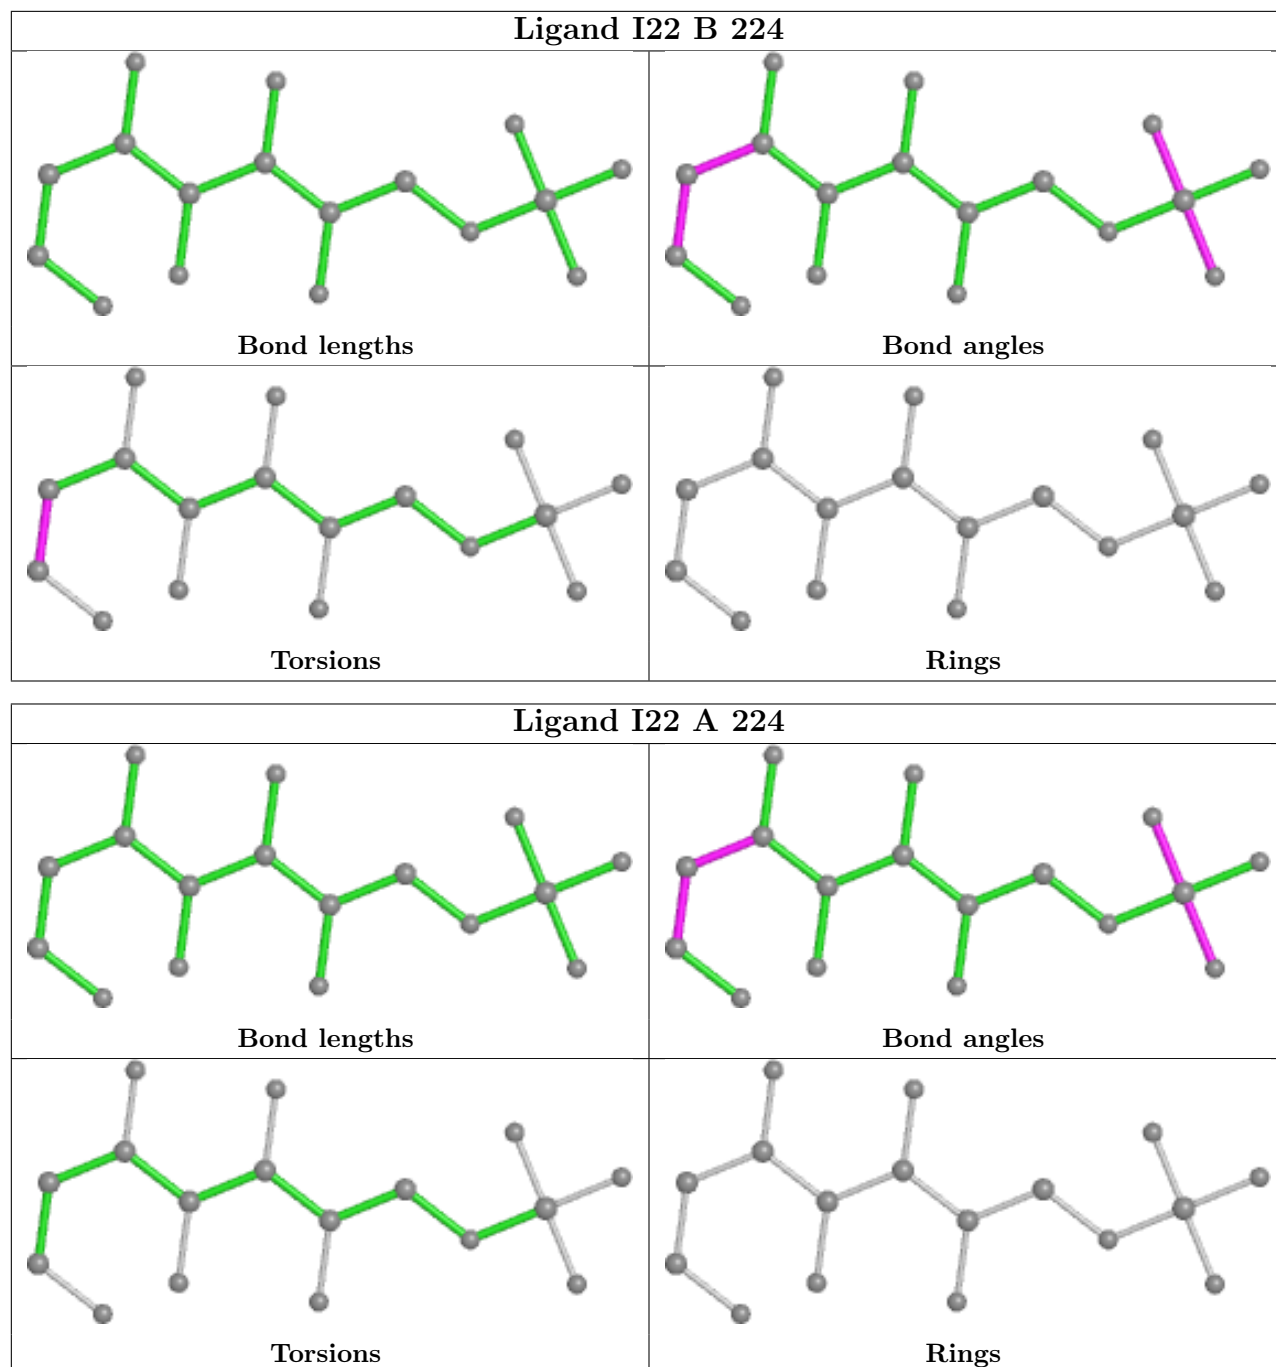 Ligand I22 B 224
Bond lengths
Bond angles
Torsions
Rings
Ligand I22 A 224
Bond lengths
Bond angles
Torsions
Rings